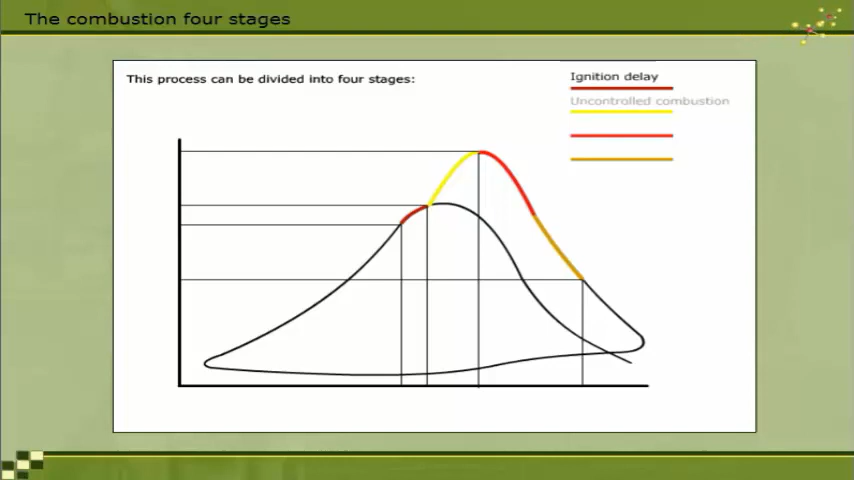 The combustion four stages
This process can be divided into four stages:
Ignition delay
Uncontrolled combustion